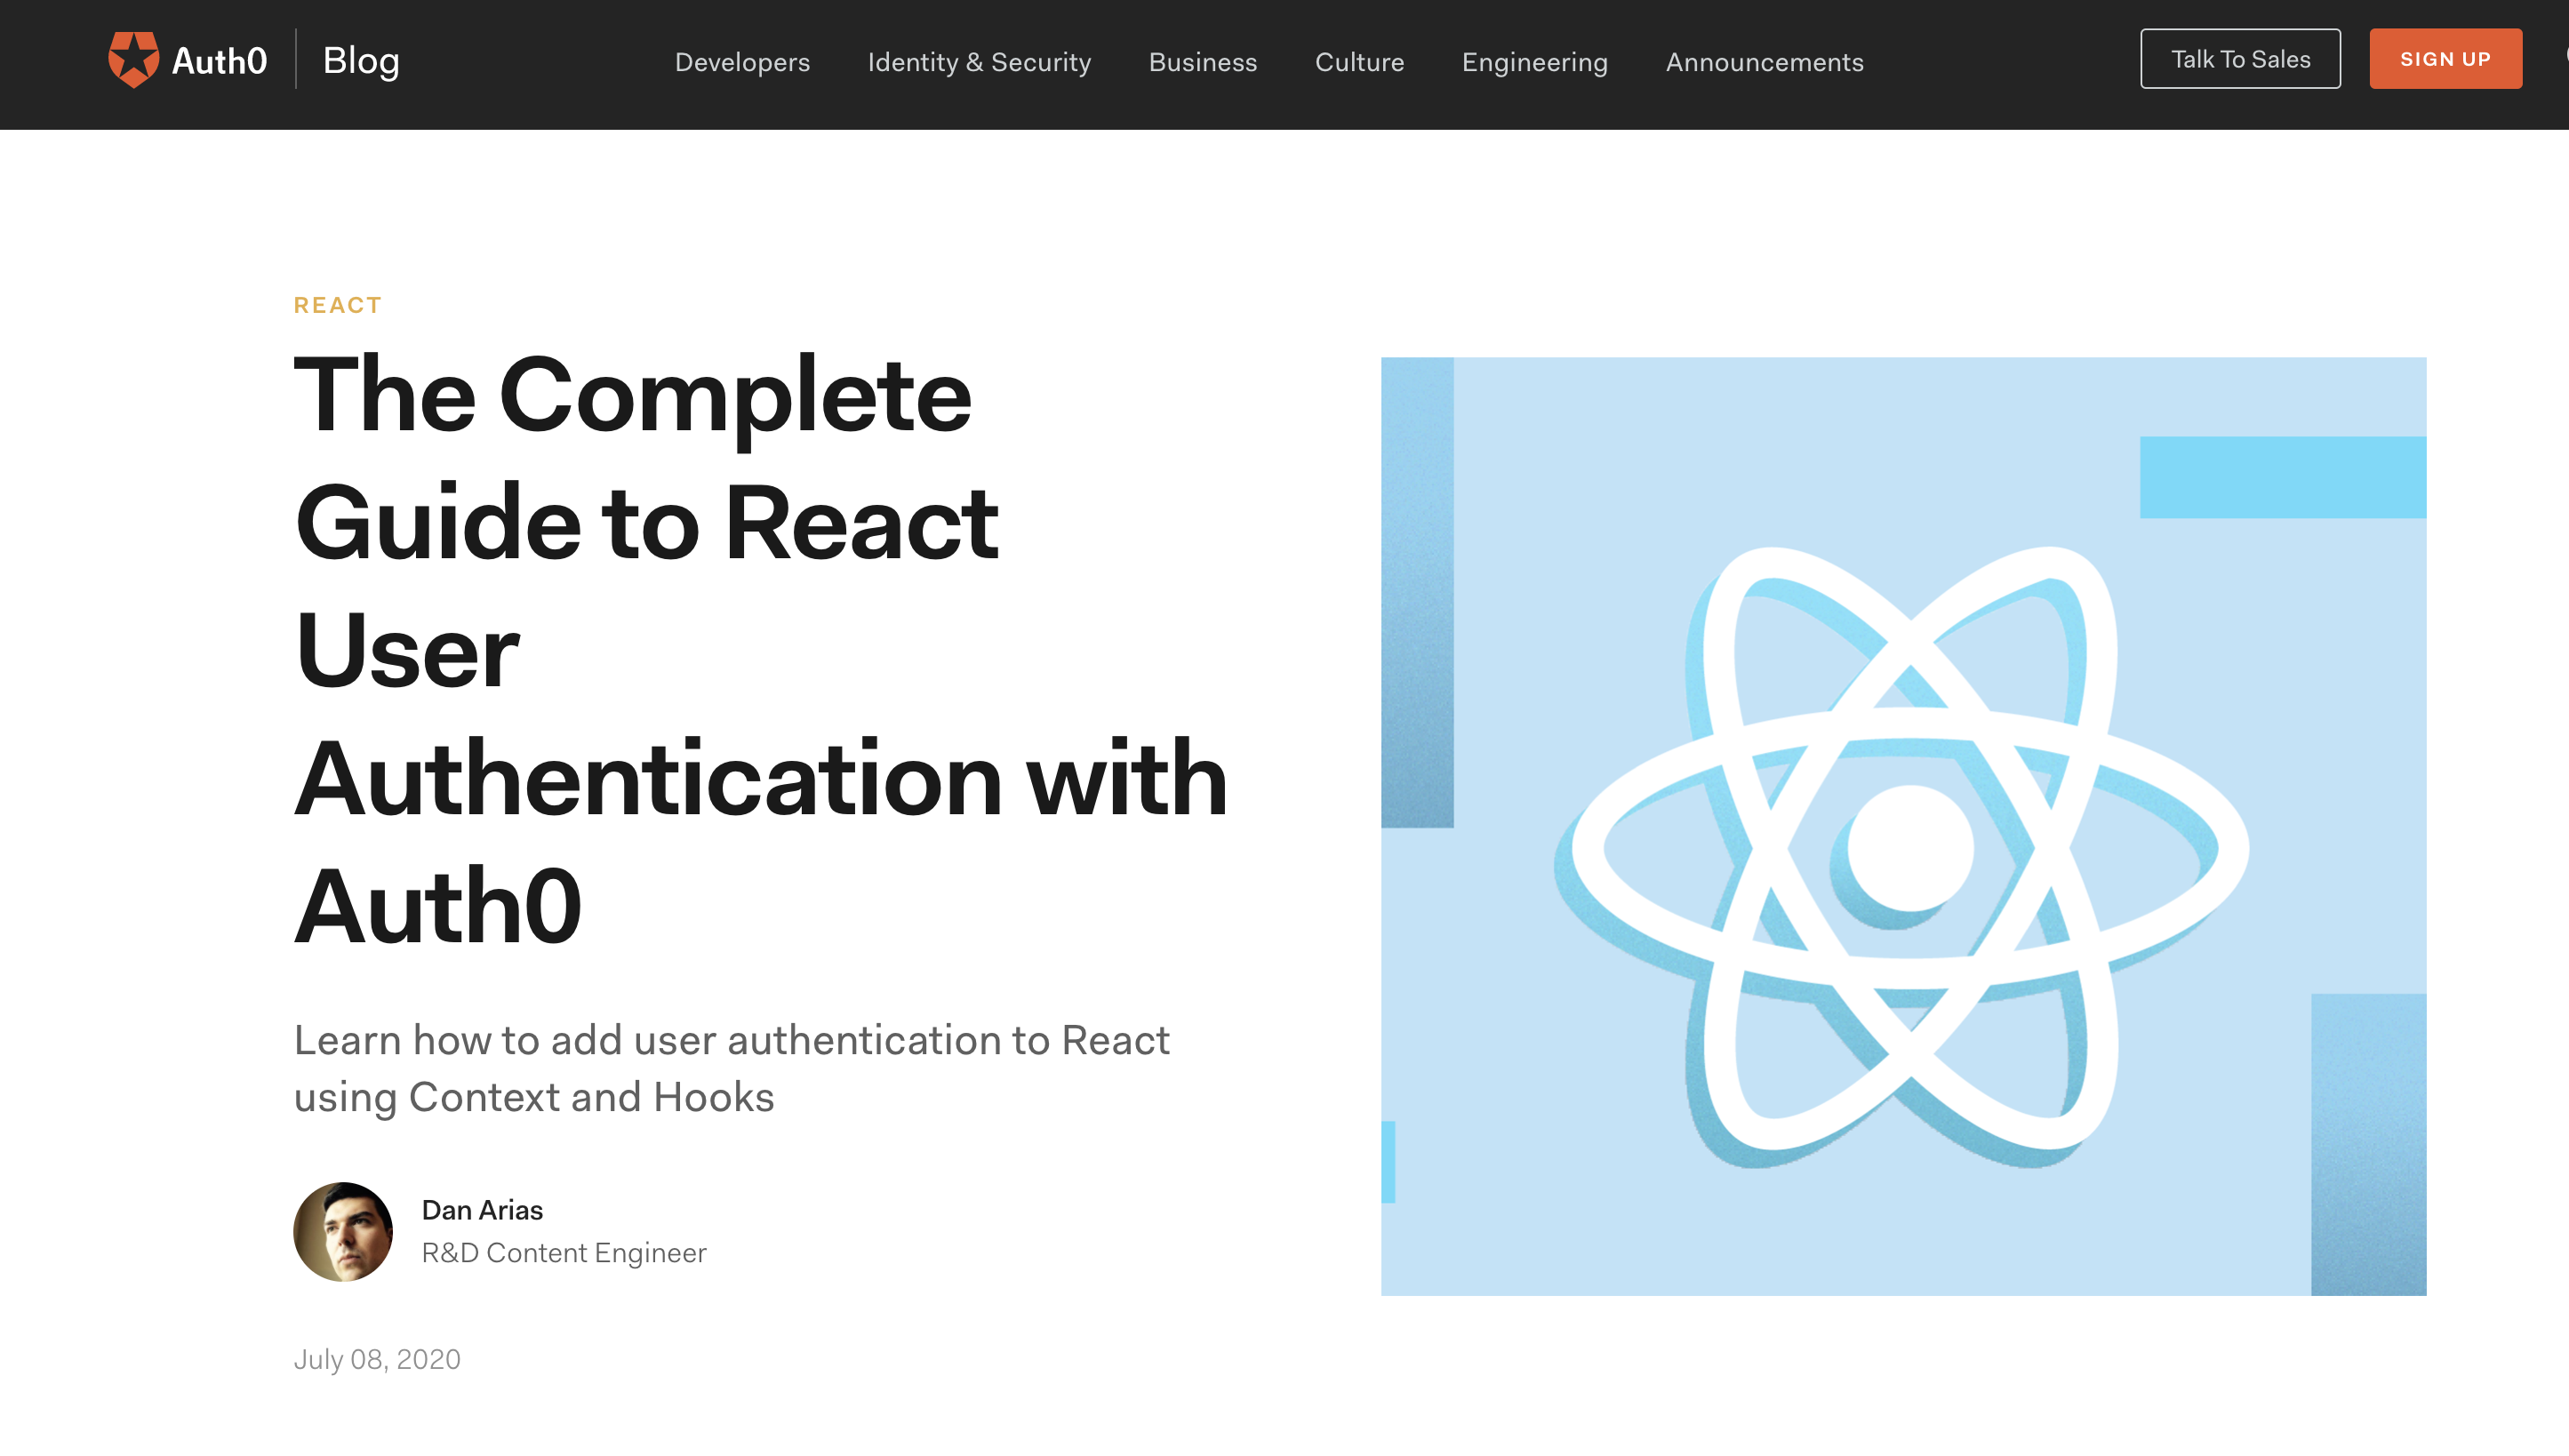 Auth0 Blog Developers Identity & Security Business Culture Engineering Announcements Talk To Sales SIGN UP
REACT
The Complete
Guide to React
User
Authentication with
Auth0
Learn how to add user authentication to React
using Context and Hooks
Dan Arias
R&D Content Engineer
July 08, 2020